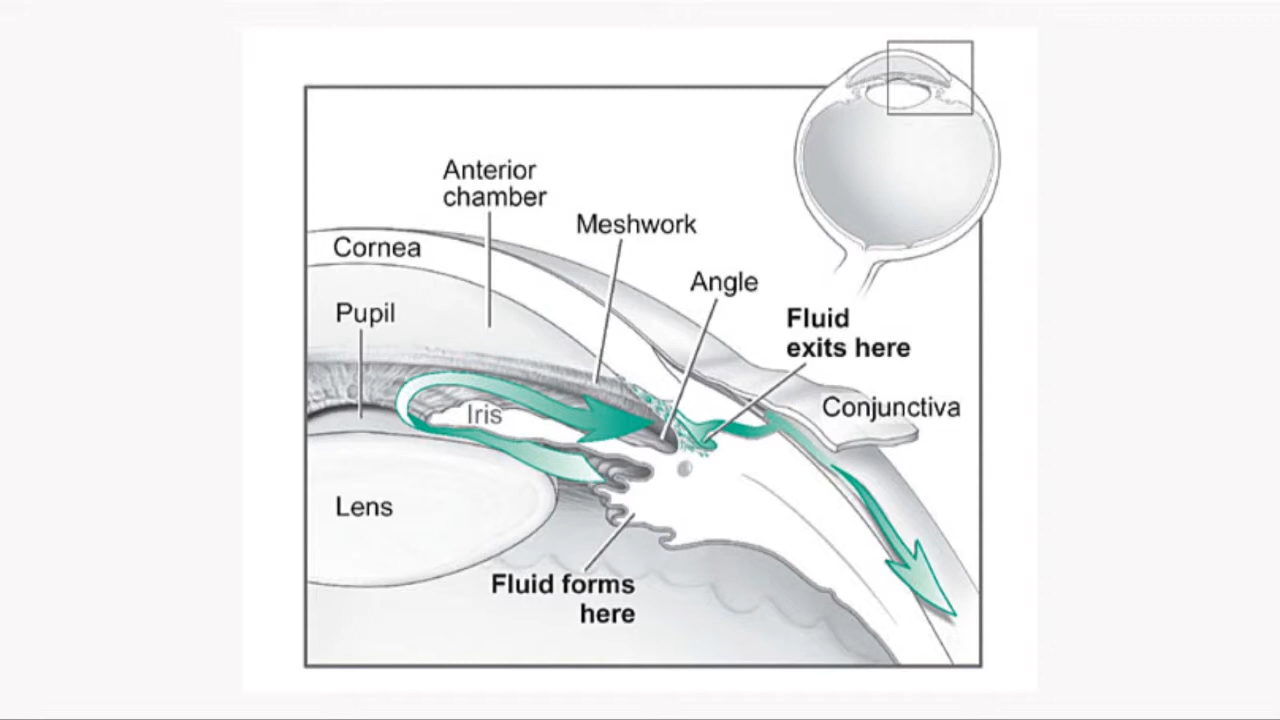 Anterior
chamber
Meshwork
Cornea
Angle
Pupil
Fluid
exits here
Conjunctiva
Iris
Lens
Fluid forms
here